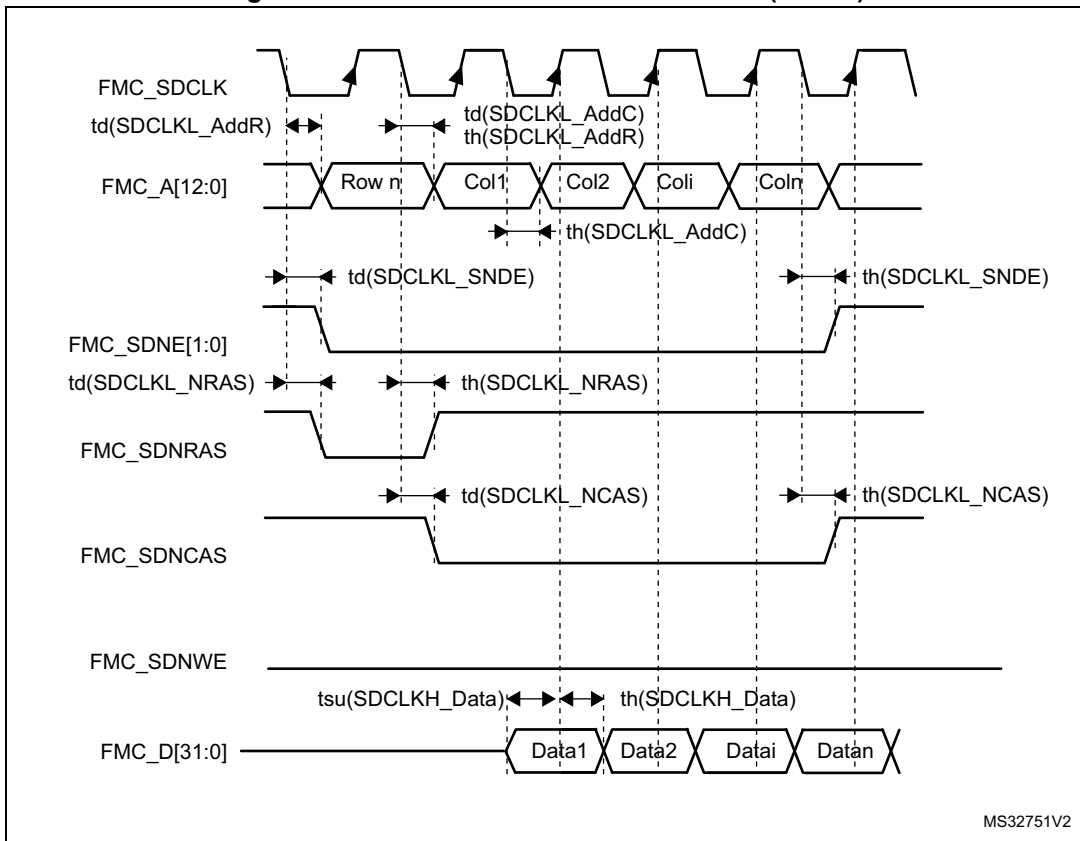 FMC_SDCLK
td(SDCLKL_AddR)
td(SDCLKL_AddC)
th(SDCLKL_AddR)
FMC_A[12:0]
Row n
Col1
Col2
Coli
Coln
th(SDCLKL_AddC)
td(SDCLKL_SNDE)
th(SDCLKL_SNDE)
FMC_SDNE[1:0]
td(SDCLKL_NRAS)
th(SDCLKL_NRAS)
FMC_SDNRAS
td(SDCLKL_NCAS)
th(SDCLKL_NCAS)
FMC_SDNCAS
FMC_SDNWE
tsu(SDCLKH_Data)
th(SDCLKH_Data)
FMC_D[31:0]
Data1
Data2
Datai
Datan
MS32751V2